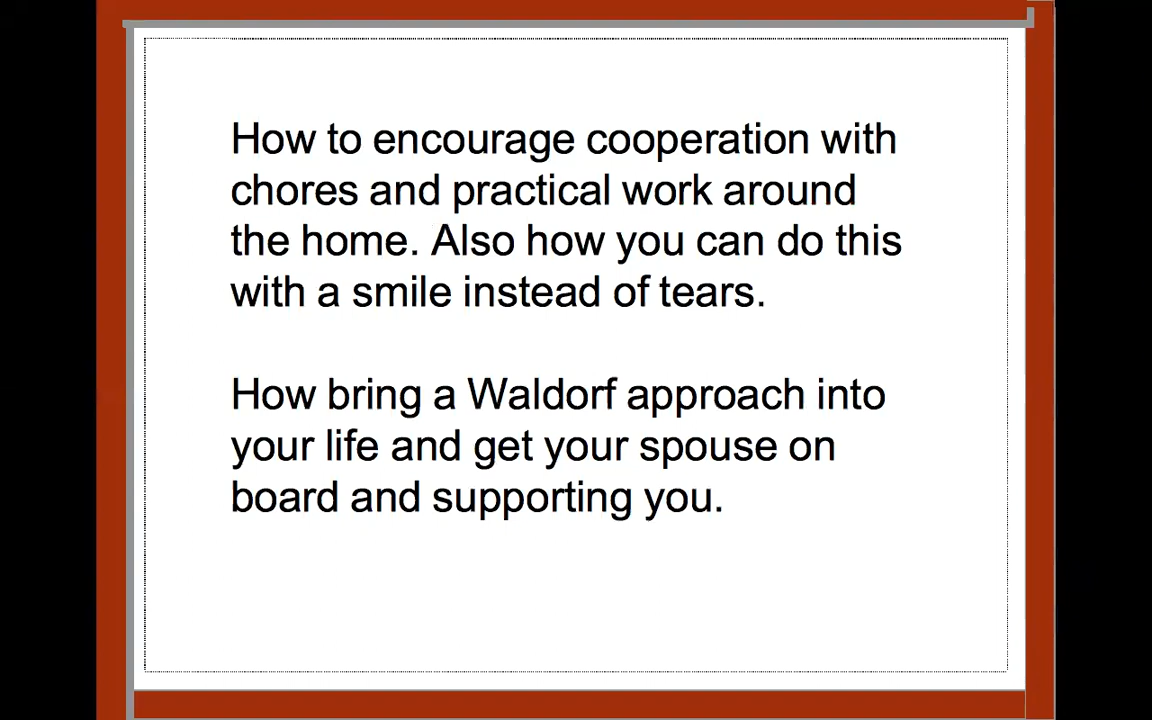 How to encourage cooperation with
chores and practical work around
the home. Also how you can do this
with a smile instead of tears.
How bring a Waldorf approach into
your life and get your spouse on
board and supporting you.